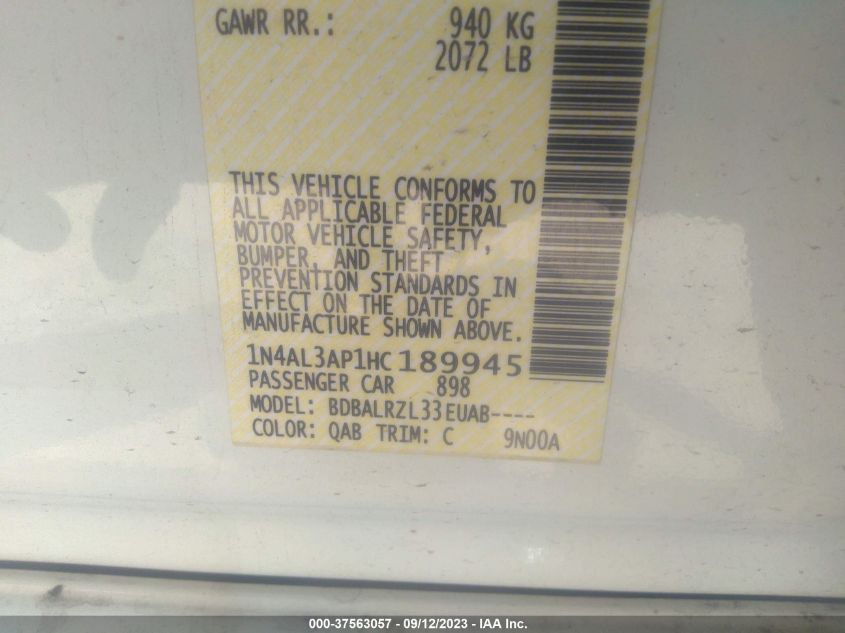 GAWR RR.: 940 KG
2072 LB
THIS VEHICLE CONFORMS TO
ALL APPLICABLE FEDERAL
MOTOR VEHICLE SAFETY,
BUMPER, AND THEFT
PREVENTION STANDARDS IN
EFFECT ON THE DATE OF
MANUFACTURE SHOWN ABOVE.
1N4AL3AP1HC189945
PASSENGER CAR 898
MODEL: BDBALRZL33EUAB----
COLOR: QAB TRIM: C 9N00A
000-37563057 - 09/12/2023 - IAA Inc.